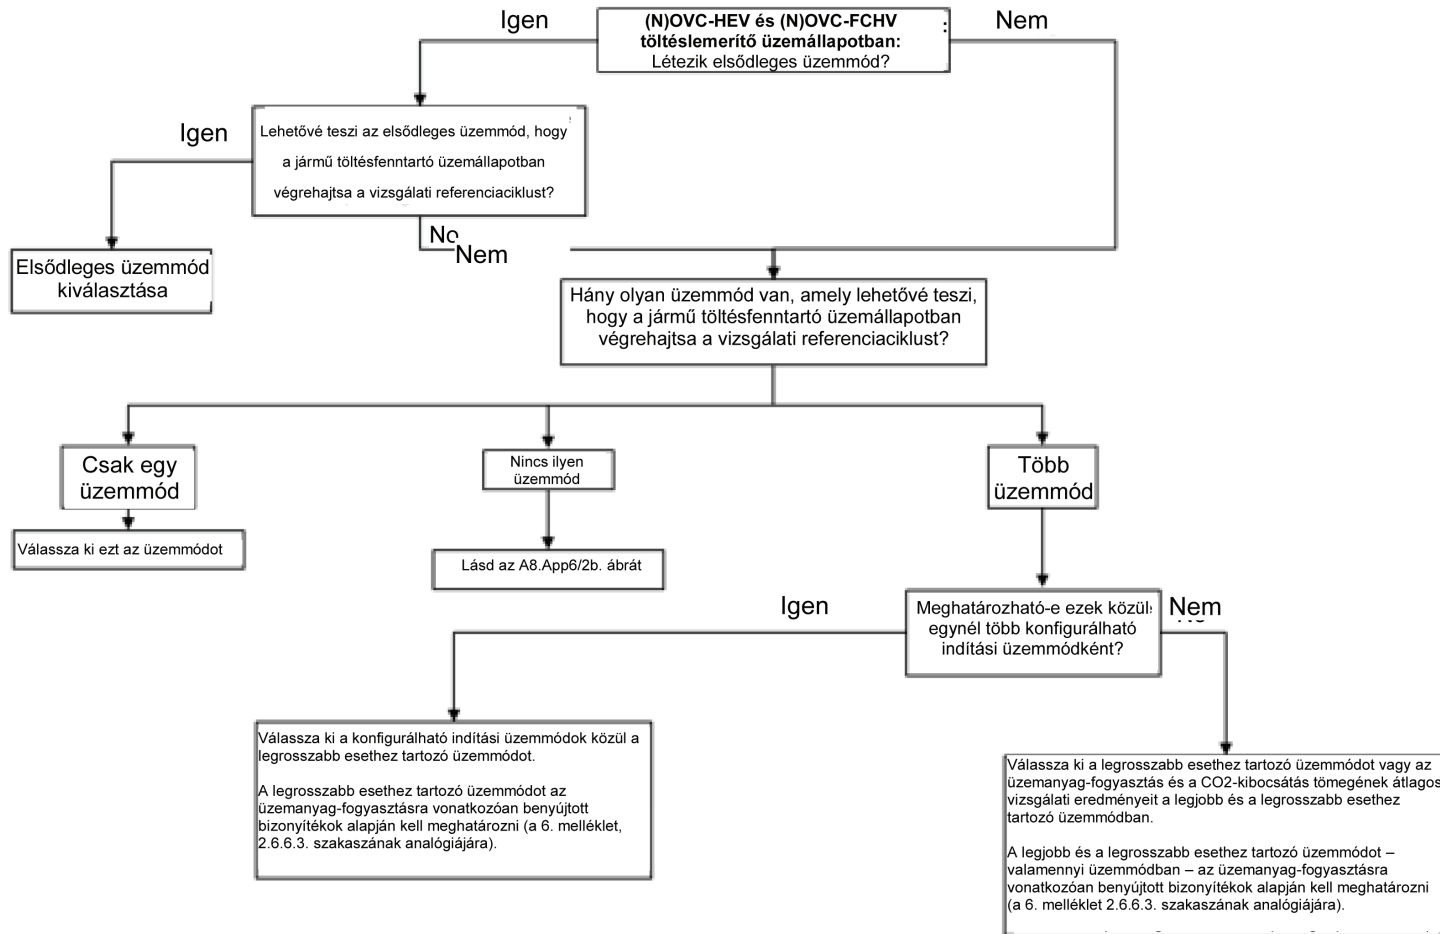 Igen
(N)OVC-HEV és (N)OVC-FCHV
töltéslemerítő üzemállapotban:
Létezik elsődleges üzemmód?
:
Nem
Igen
Lehetővé teszi az elsődleges üzemmód, hogy
a jármű töltésfenntartó üzemállapotban
végrehajtsa a vizsgálati referenciaciklust?
No
Nem
Elsődleges üzemmód
kiválasztása
Hány olyan üzemmód van, amely lehetővé teszi,
hogy a jármű töltésfenntartó üzemállapotban
végrehajtsa a vizsgálati referenciaciklust?
Csak egy
üzemmód
Nincs ilyen
üzemmód
Több
üzemmód
Válassza ki ezt az üzemmódot
Lásd az A8.App6/2b. ábrát
Igen
Meghatározható-e ezek közül
egynél több konfigurálható
indítási üzemmódként?
Nem
Válassza ki a konfigurálható indítási üzemmódok közül a
legrosszabb esethez tartozó üzemmódot.
A legrosszabb esethez tartozó üzemmódot az
üzemanyag-fogyasztásra vonatkozóan benyújtott
bizonyítékok alapján kell meghatározni (a 6. melléklet,
2.6.6.3. szakaszának analógiájára).
Válassza ki a legrosszabb esethez tartozó üzemmódot vagy az
üzemanyag-fogyasztás és a CO2-kibocsátás tömegének átlagos
vizsgálati eredményeit a legjobb és a legrosszabb esethez
tartozó üzemmódban.
A legjobb és a legrosszabb esethez tartozó üzemmódot –
valamennyi üzemmódban – az üzemanyag-fogyasztásra
vonatkozóan benyújtott bizonyítékok alapján kell meghatározni
(a 6. melléklet 2.6.6.3. szakaszának analógiájára).